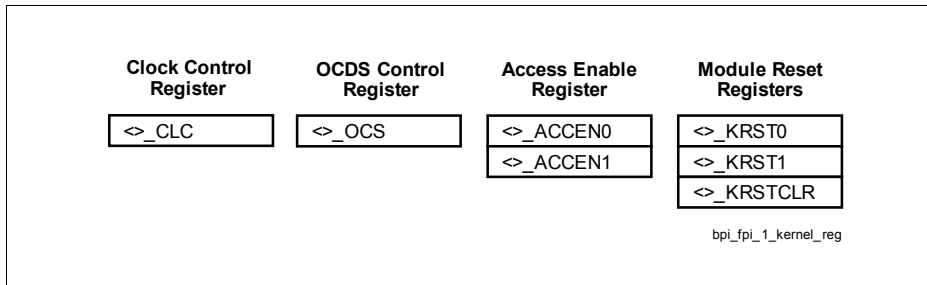 Clock Control
Register
OCDS Control
Register
Access Enable
Register
Module Reset
Registers
<>_CLC
<>_OCS
<>_ACCEN0
<>_ACCEN1
<>_KRST0
<>_KRST1
<>_KRSTCLR
bpi_fpi_1_kernel_reg